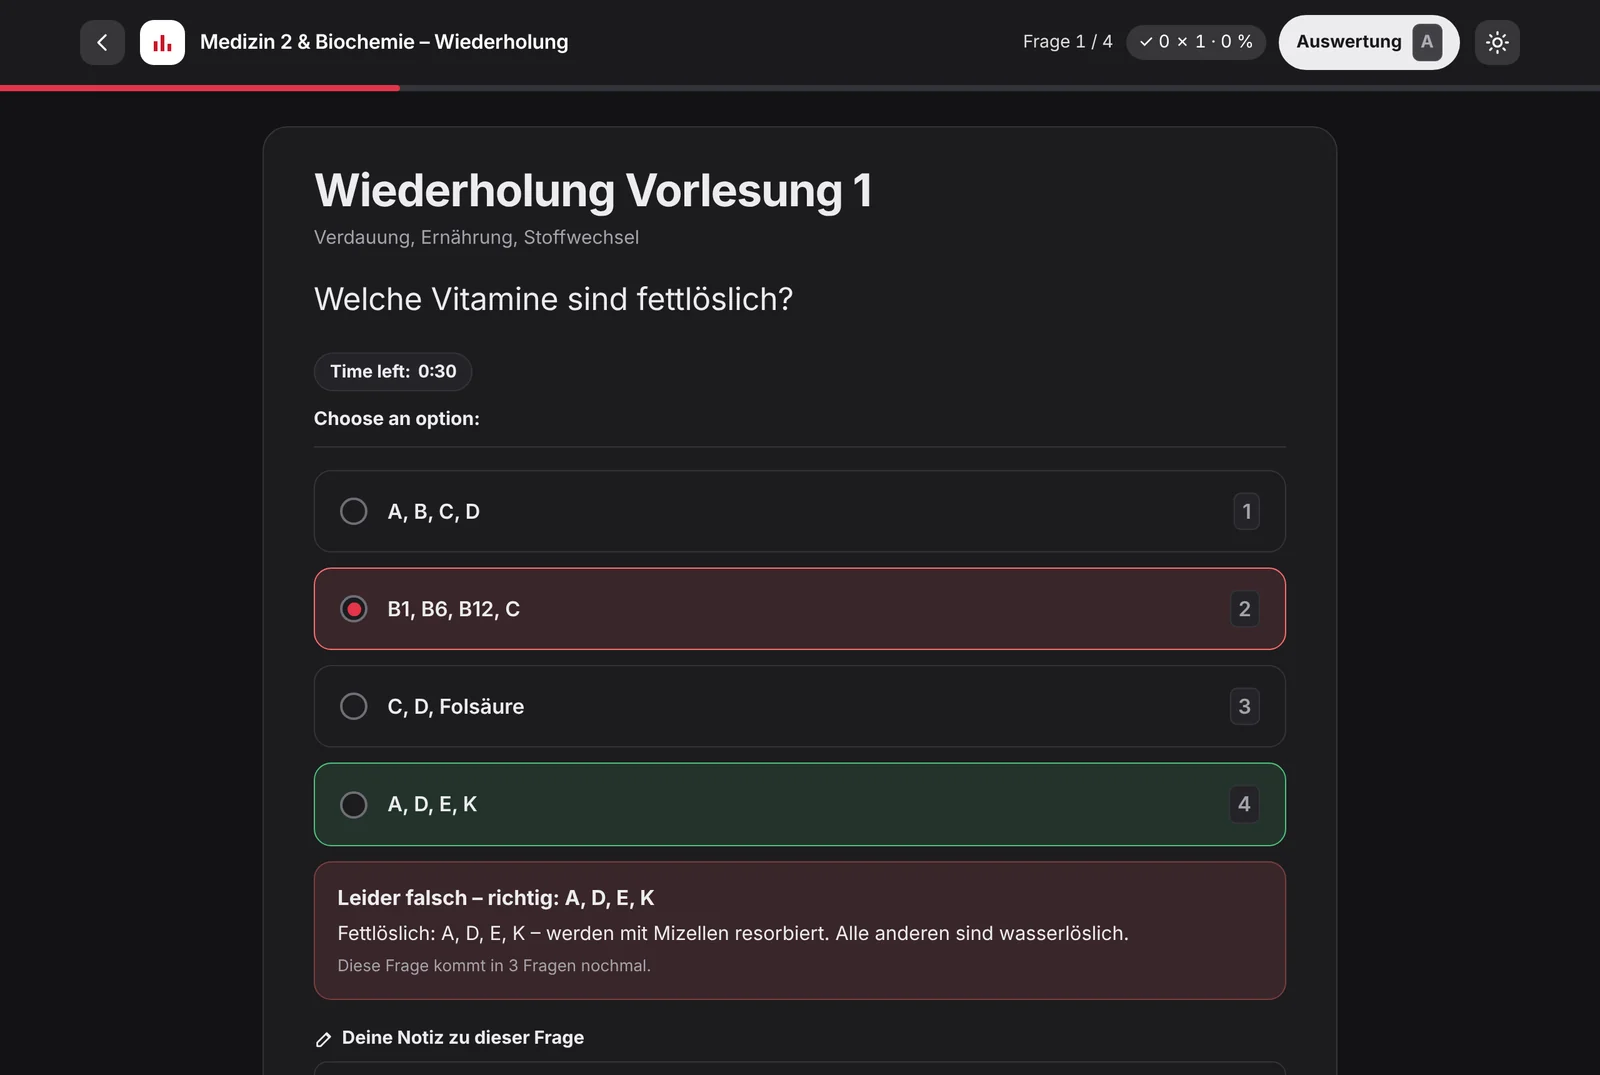 Medizin 2 & Biochemie – Wiederholung
Frage 1 / 4
✓ 0 × 1 · 0 %
Auswertung A
Wiederholung Vorlesung 1
Verdauung, Ernährung, Stoffwechsel
Welche Vitamine sind fettlöslich?
Time left: 0:30
Choose an option:
A, B, C, D 1
B1, B6, B12, C 2
C, D, Folsäure 3
A, D, E, K 4
Leider falsch – richtig: A, D, E, K
Fettlöslich: A, D, E, K – werden mit Mizellen resorbiert. Alle anderen sind wasserlöslich.
Diese Frage kommt in 3 Fragen nochmal.
Deine Notiz zu dieser Frage